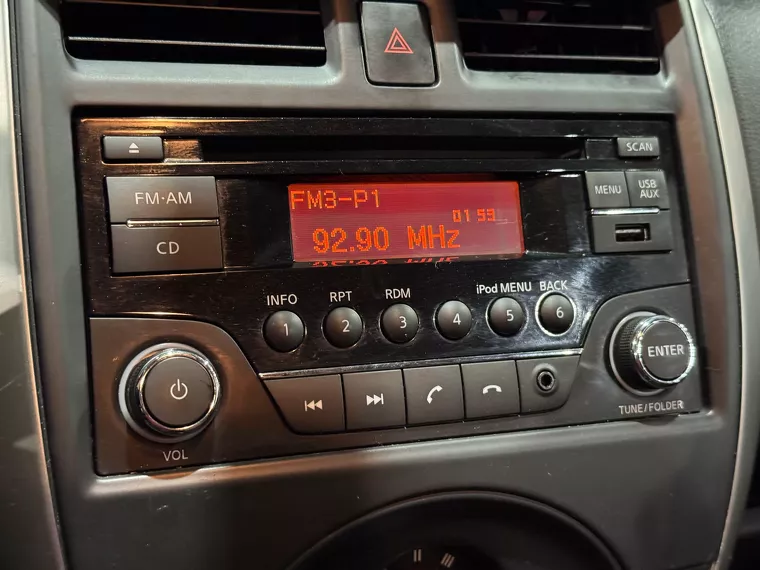 SCAN
FM·AM
CD
MENU
USB
AUX
FM3-P1
01 53
92.90 MHz
INFO
RPT
RDM
iPod MENU
BACK
1
2
3
4
5
6
ENTER
VOL
TUNE/FOLDER